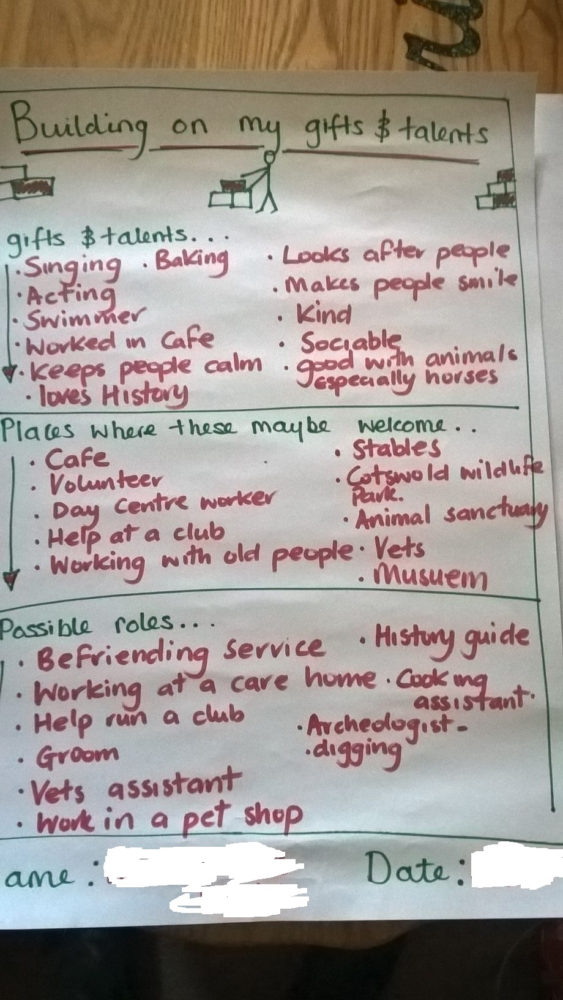 Building on my gifts & talents
gifts & talents...
· Singing · Baking
· Acting
· Swimmer
· Worked in Cafe
· Keeps people calm
· loves History
· Looks after people
· Makes people smile
· Kind
· Sociable
· good with animals
especially horses
Places where these maybe welcome..
· Cafe
· Volunteer
· Day Centre worker
· Help at a club
· Working with old people
· Stables
· Cotswold wildlife
Park.
· Animal sanctuary
· Vets
· Musuem
Possible roles...
· Befriending service
· Working at a care home
· Help run a club
· Groom
· Vets assistant
· Work in a pet shop
· History guide
· Cooking
assistant.
· Archeologist -
· digging
ame :
Date: